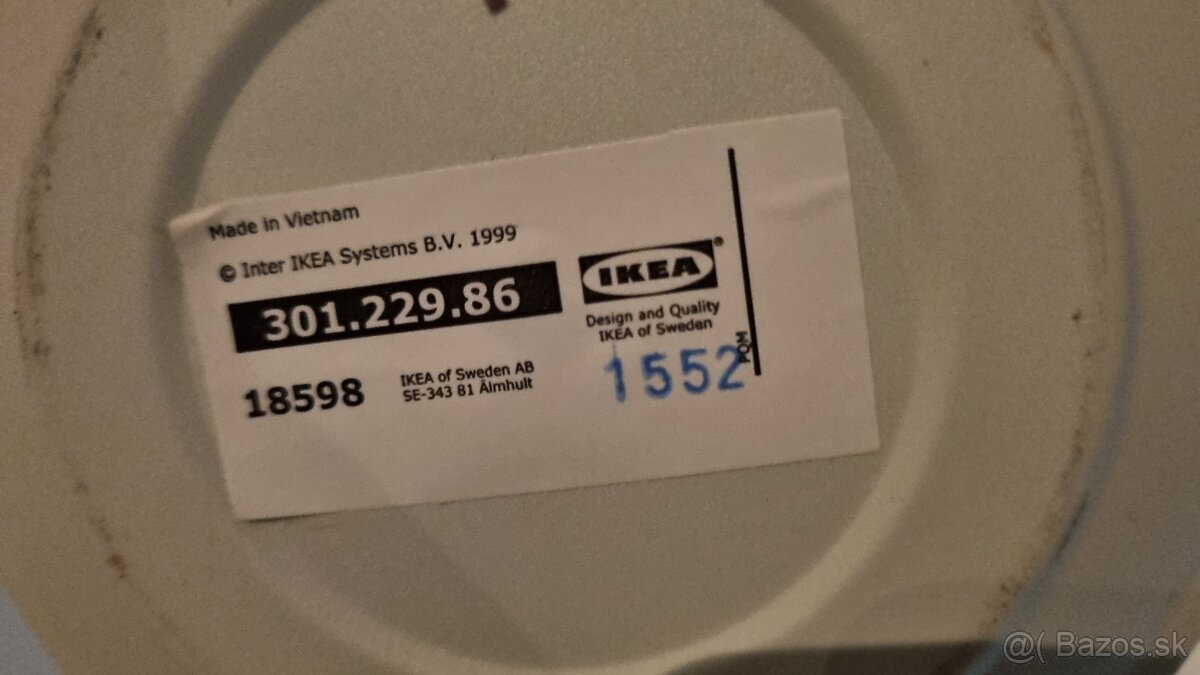 Made in Vietnam
© Inter IKEA Systems B.V. 1999
301.229.86
18598
IKEA of Sweden AB
SE-343 81 Älmhult
IKEA®
Design and Quality
IKEA of Sweden
1552
PQM
@( Bazos.sk